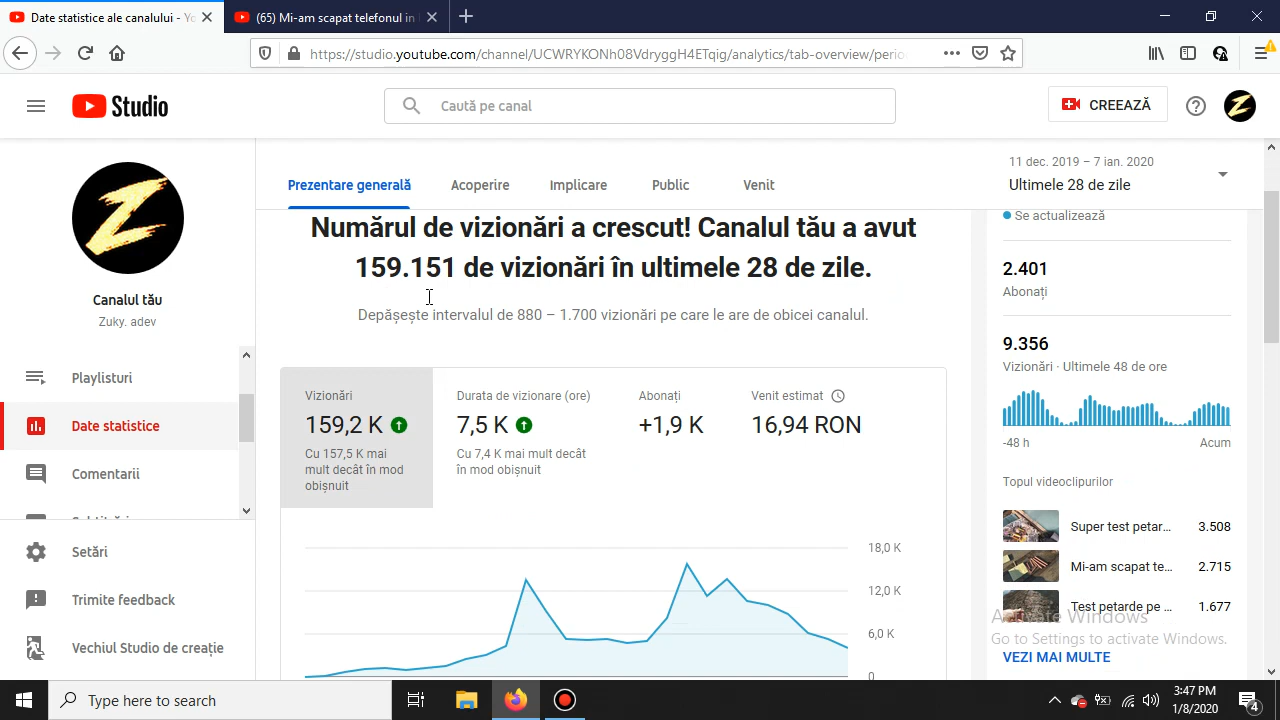 Date statistice ale canalului - Yo
(65) Mi-am scapat telefonul in
https://studio.youtube.com/channel/UCWRYKONh08VdryggH4ETqig/analytics/tab-overview/perio
Studio
Caută pe canal
CREEAZĂ
Z
Canalul tău
Zuky. adev
Playlisturi
Date statistice
Comentarii
Setări
Trimite feedback
Vechiul Studio de creație
Prezentare generală
Acoperire
Implicare
Public
Venit
11 dec. 2019 – 7 ian. 2020
Ultimele 28 de zile
Numărul de vizionări a crescut! Canalul tău a avut
159.151 de vizionări în ultimele 28 de zile.
Depășește intervalul de 880 – 1.700 vizionări pe care le are de obicei canalul.
Vizionări
159,2 K
Cu 157,5 K mai
mult decât în mod
obișnuit
Durata de vizionare (ore)
7,5 K
Cu 7,4 K mai mult decât
în mod obișnuit
Abonați
+1,9 K
Venit estimat
16,94 RON
18,0 K
12,0 K
6,0 K
0
Se actualizează
2.401
Abonați
9.356
Vizionări · Ultimele 48 de ore
-48 h
Acum
Topul videoclipurilor
Super test petar... 3.508
Mi-am scapat te... 2.715
Test petarde pe ... 1.677
Activate Windows
Go to Settings to activate Windows.
VEZI MAI MULTE
Type here to search
3:47 PM
1/8/2020
4